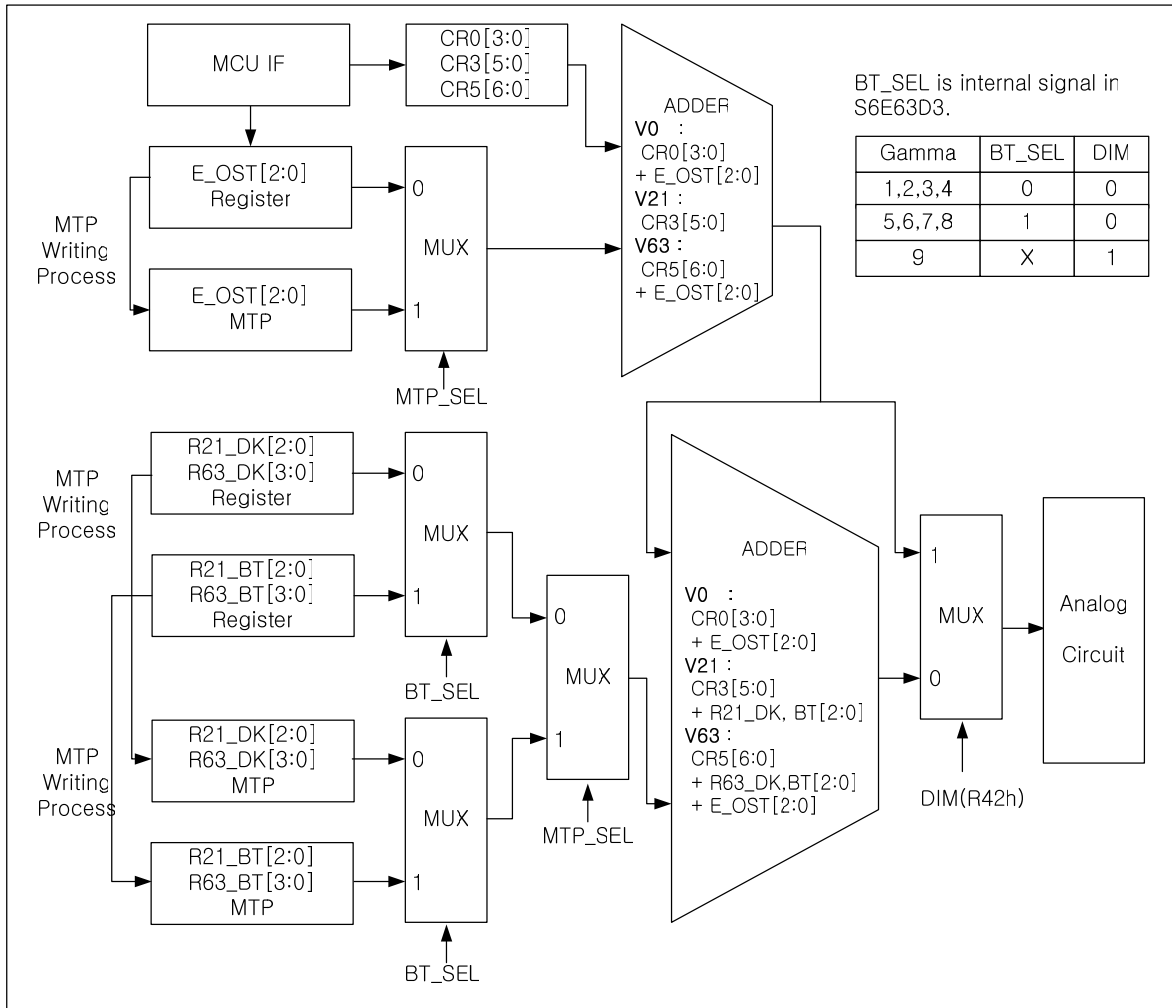 MCU IF
CR0[3:0]
CR3[5:0]
CR5[6:0]
E_OST[2:0]
Register
MTP
Writing
Process
E_OST[2:0]
MTP
0
MUX
1
MTP_SEL
ADDER
V0 :
CR0[3:0]
+ E_OST[2:0]
V21 :
CR3[5:0]
V63 :
CR5[6:0]
+ E_OST[2:0]
BT_SEL is internal signal in
S6E63D3.
Gamma BT_SEL DIM
1,2,3,4 0 0
5,6,7,8 1 0
9 X 1
MTP
Writing
Process
R21_DK[2:0]
R63_DK[3:0]
Register
R21_BT[2:0]
R63_BT[3:0]
Register
0
MUX
1
BT_SEL
MTP
Writing
Process
R21_DK[2:0]
R63_DK[3:0]
MTP
R21_BT[2:0]
R63_BT[3:0]
MTP
0
MUX
1
BT_SEL
0
MUX
1
MTP_SEL
ADDER
V0 :
CR0[3:0]
+ E_OST[2:0]
V21 :
CR3[5:0]
+ R21_DK, BT[2:0]
V63 :
CR5[6:0]
+ R63_DK,BT[2:0]
+ E_OST[2:0]
1
MUX
0
DIM(R42h)
Analog
Circuit